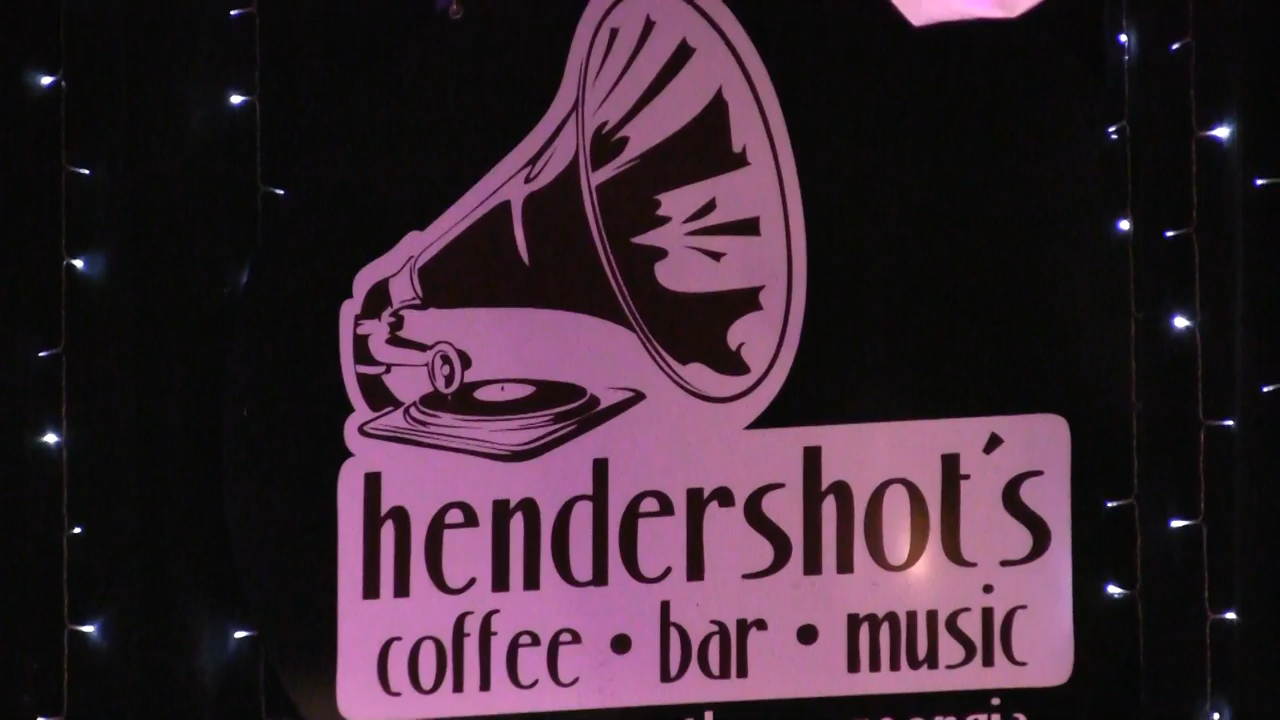 hendershot's
coffee • bar • music